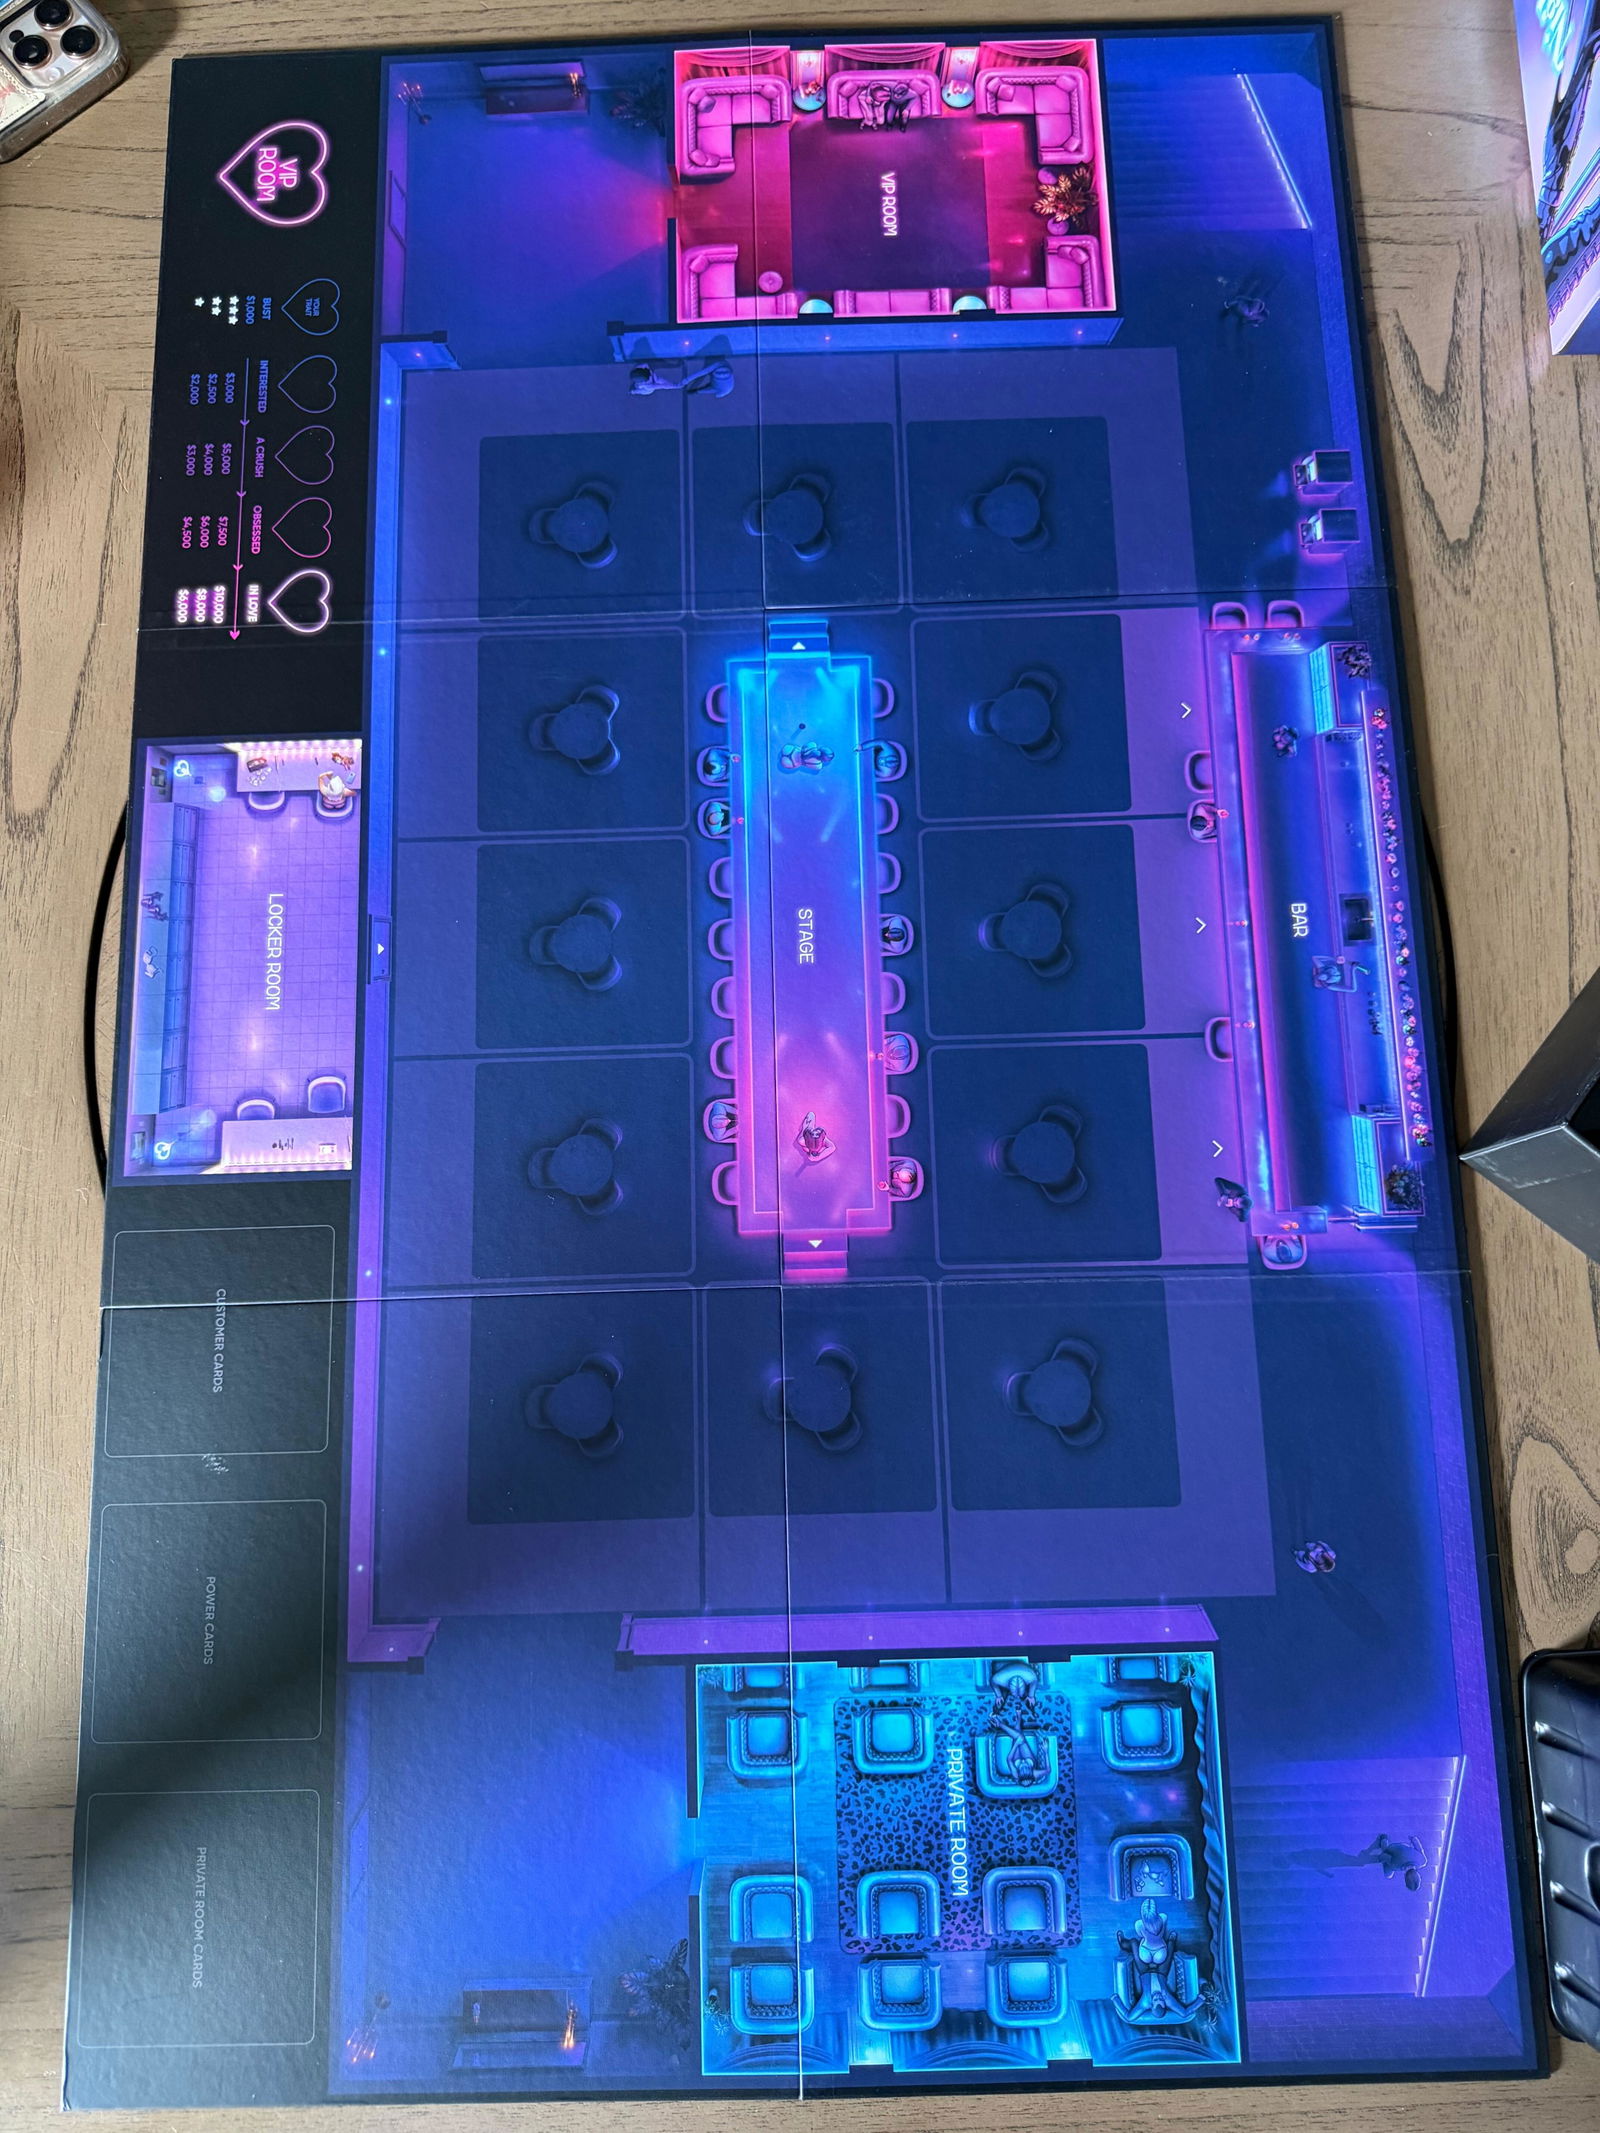 VIP
ROOM
YOUR
TRAIT
BUST
$1,000
INTERESTED
$3,000
$2,500
$2,000
A CRUSH
$5,000
$4,000
$3,000
OBSESSED
$7,500
$6,000
$4,500
IN LOVE
$10,000
$8,000
$6,000
VIP ROOM
LOCKER ROOM
STAGE
BAR
CUSTOMER CARDS
POWER CARDS
PRIVATE ROOM CARDS
PRIVATE ROOM